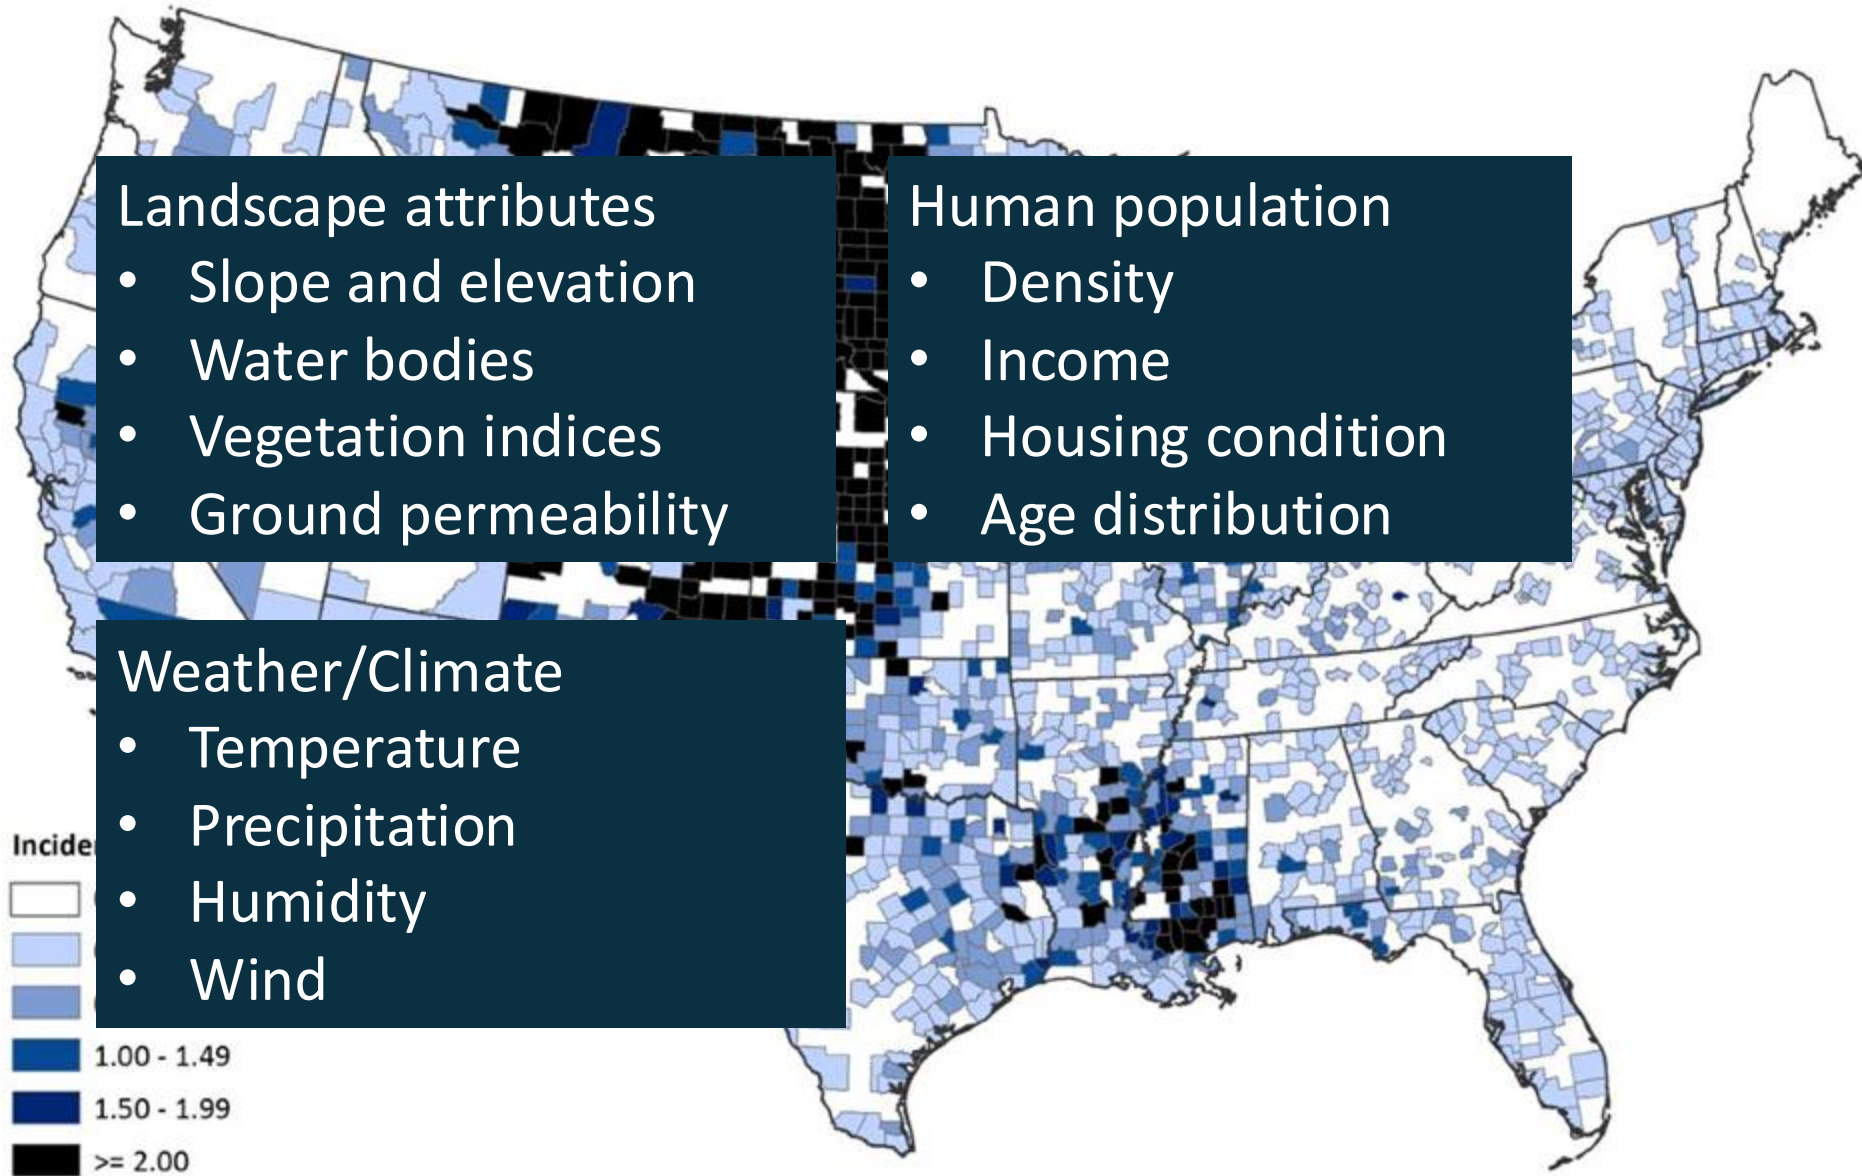 Landscape attributes
• Slope and elevation
• Water bodies
• Vegetation indices
• Ground permeability
Human population
• Density
• Income
• Housing condition
• Age distribution
Weather/Climate
• Temperature
• Precipitation
• Humidity
• Wind
1.00 - 1.49
1.50 - 1.99
>= 2.00